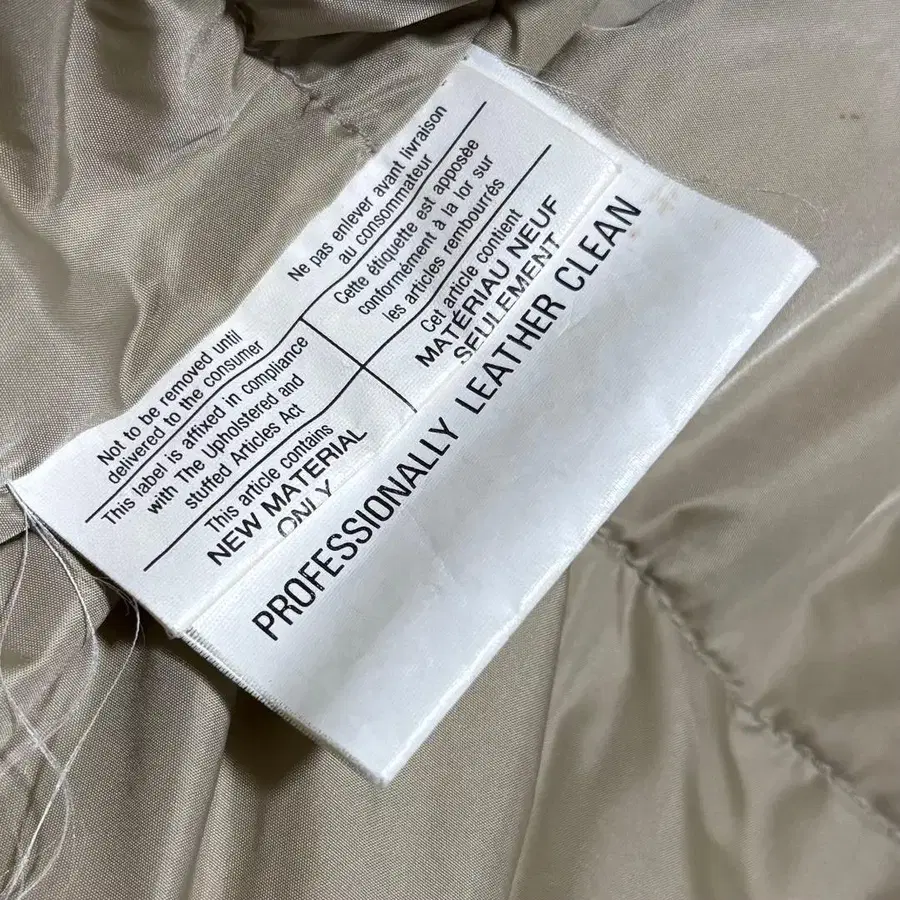 Not to be removed until
delivered to the consumer
This label is affixed in compliance
with The Upholstered and
stuffed Articles Act
This article contains
NEW MATERIAL
ONLY
Ne pas enlever avant livraison
au consommateur
Cette étiquette est apposée
conformément à la lor sur
les articles rembourrés
Cet article contient
MATÉRIAU NEUF
SEULEMENT
PROFESSIONALLY LEATHER CLEAN